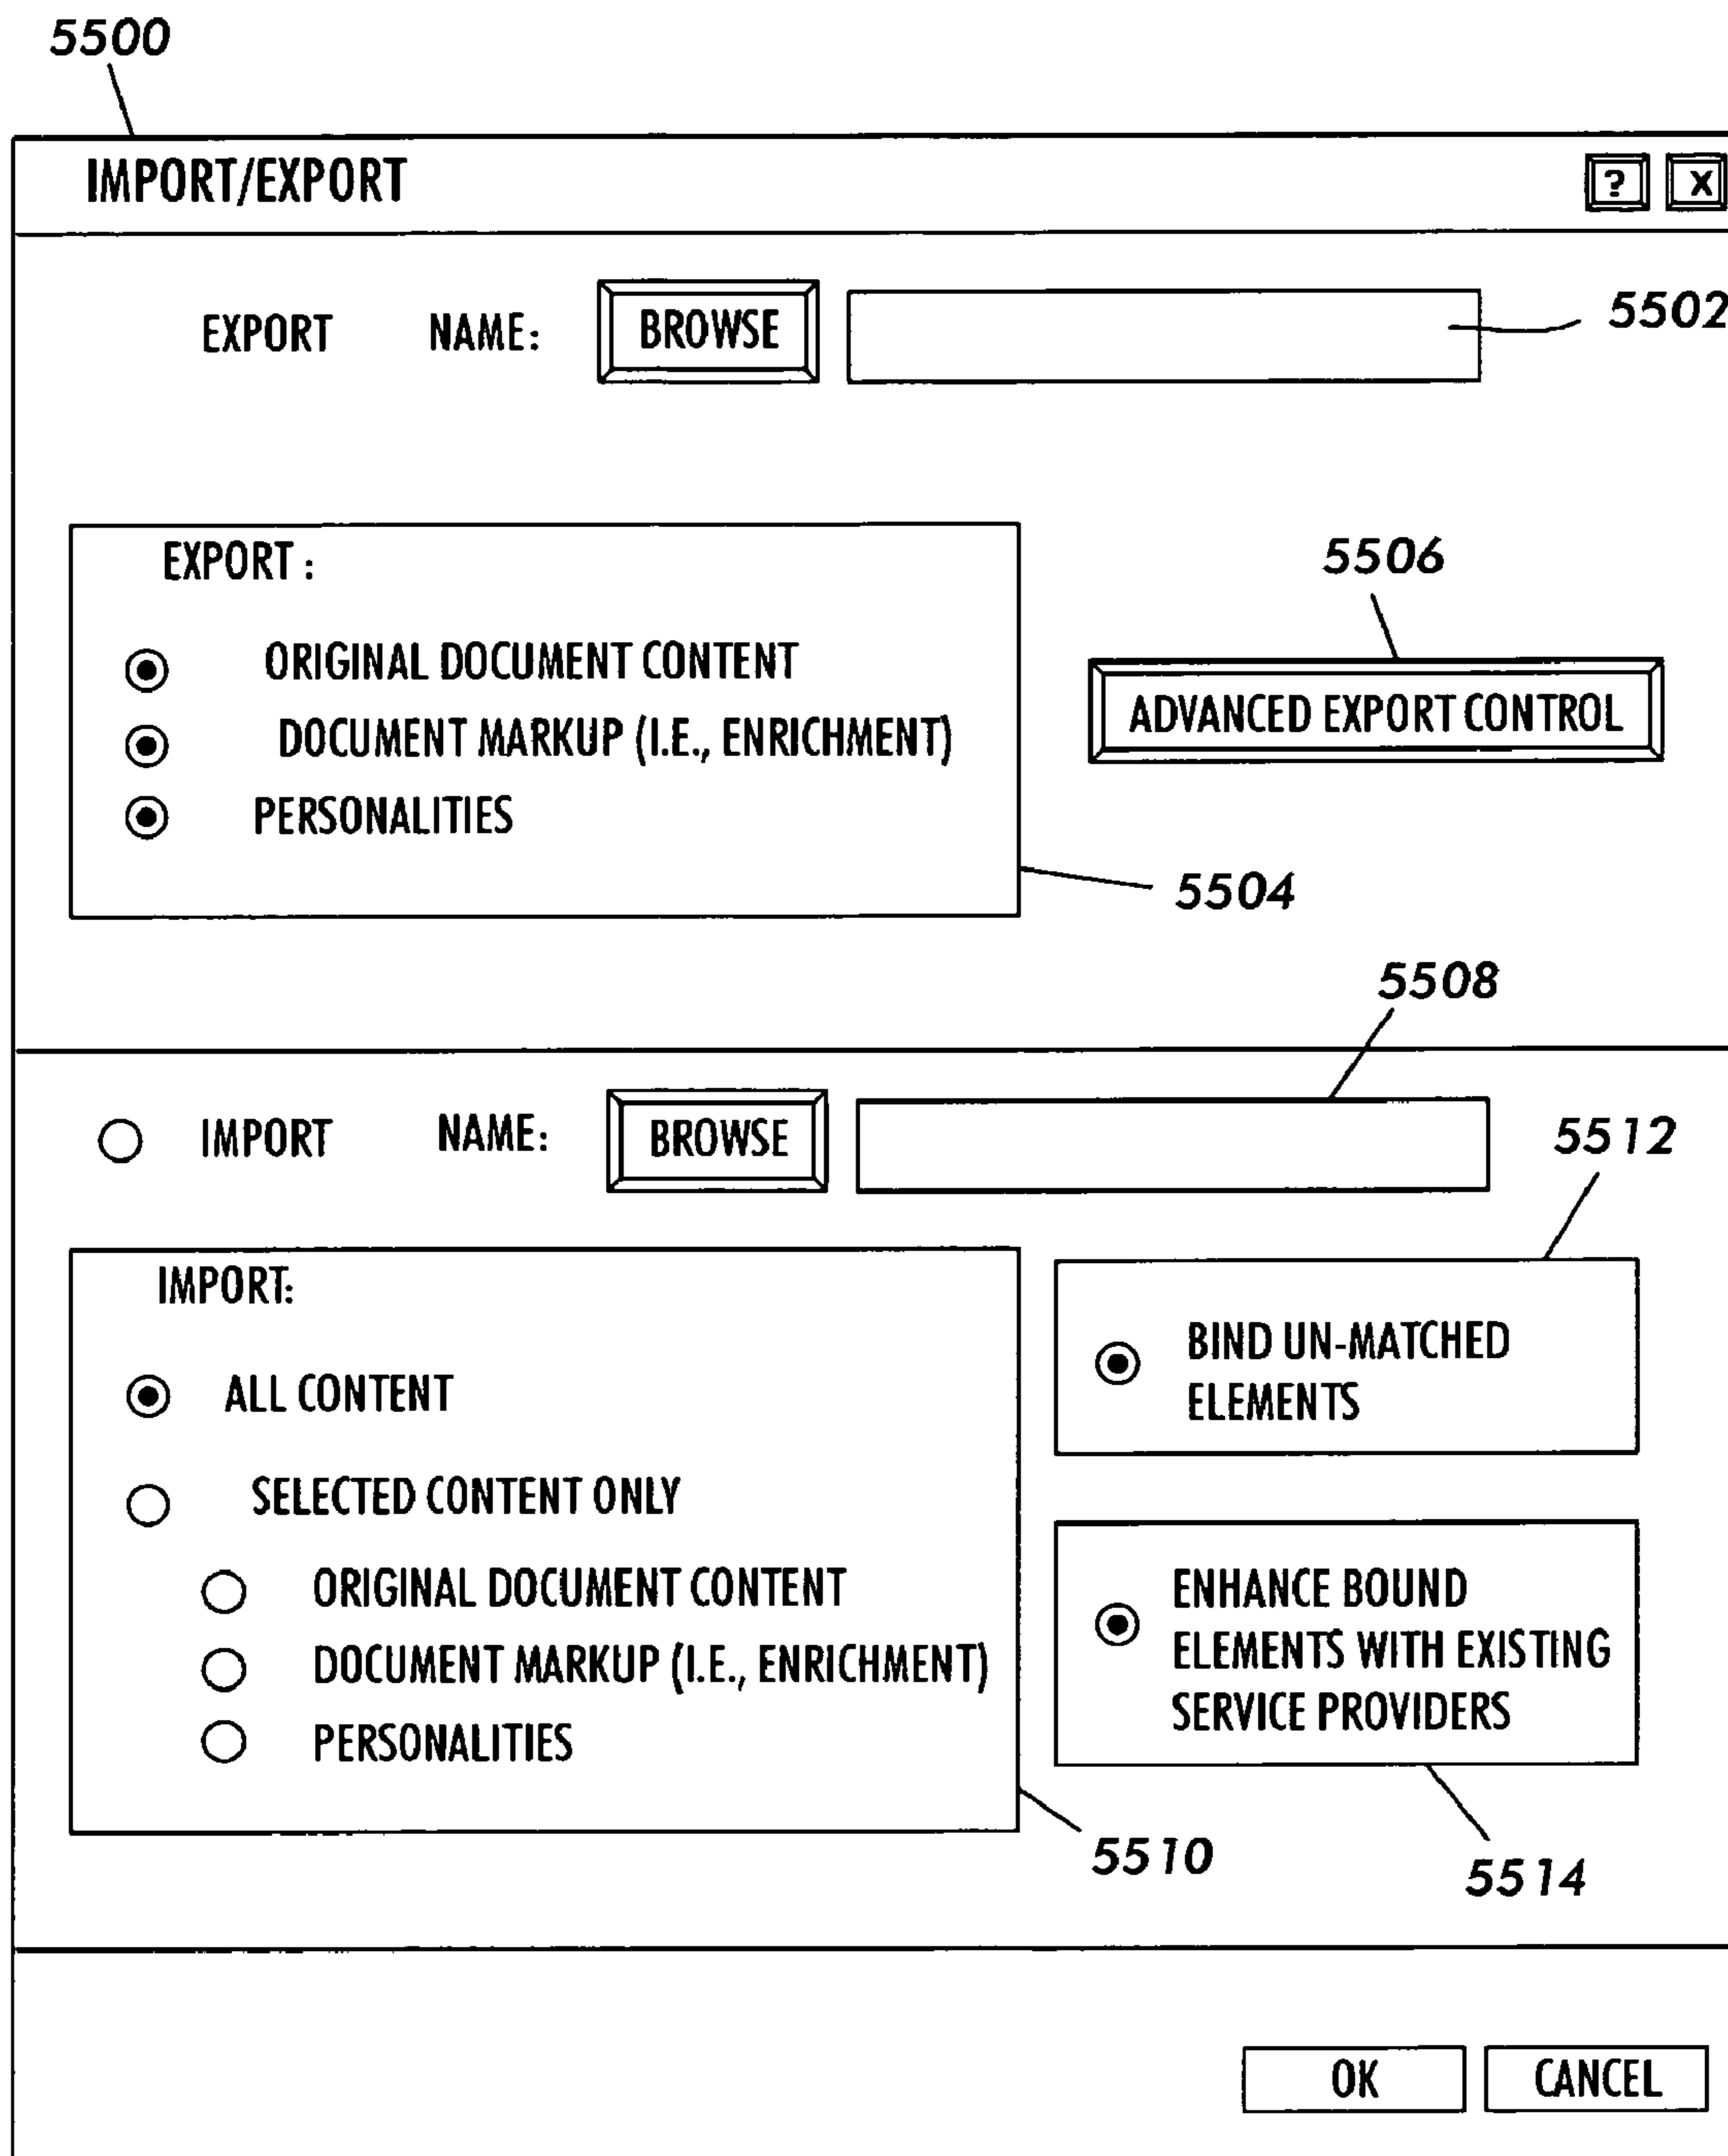 5500
IMPORT/EXPORT ? X
EXPORT NAME: BROWSE 5502
EXPORT :
5506
ORIGINAL DOCUMENT CONTENT
ADVANCED EXPORT CONTROL
DOCUMENT MARKUP (I.E., ENRICHMENT)
PERSONALITIES
5504
5508
IMPORT NAME: BROWSE
5512
IMPORT:
BIND UN-MATCHED
ELEMENTS
ALL CONTENT
SELECTED CONTENT ONLY
ORIGINAL DOCUMENT CONTENT
DOCUMENT MARKUP (I.E., ENRICHMENT)
PERSONALITIES
ENHANCE BOUND
ELEMENTS WITH EXISTING
SERVICE PROVIDERS
5510
5514
OK CANCEL